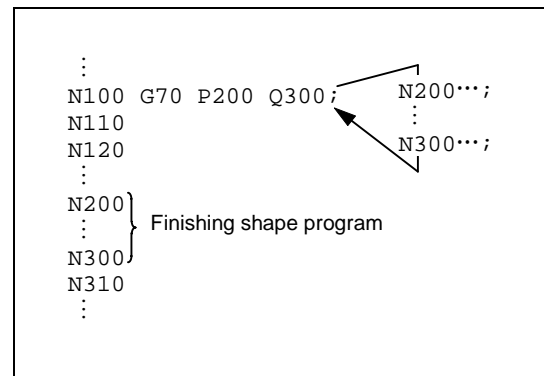 ⋮
N100 G70 P200 Q300;
N110
N120
⋮
N200
⋮
N300
N310
⋮
Finishing shape program
N200…;
⋮
N300…;